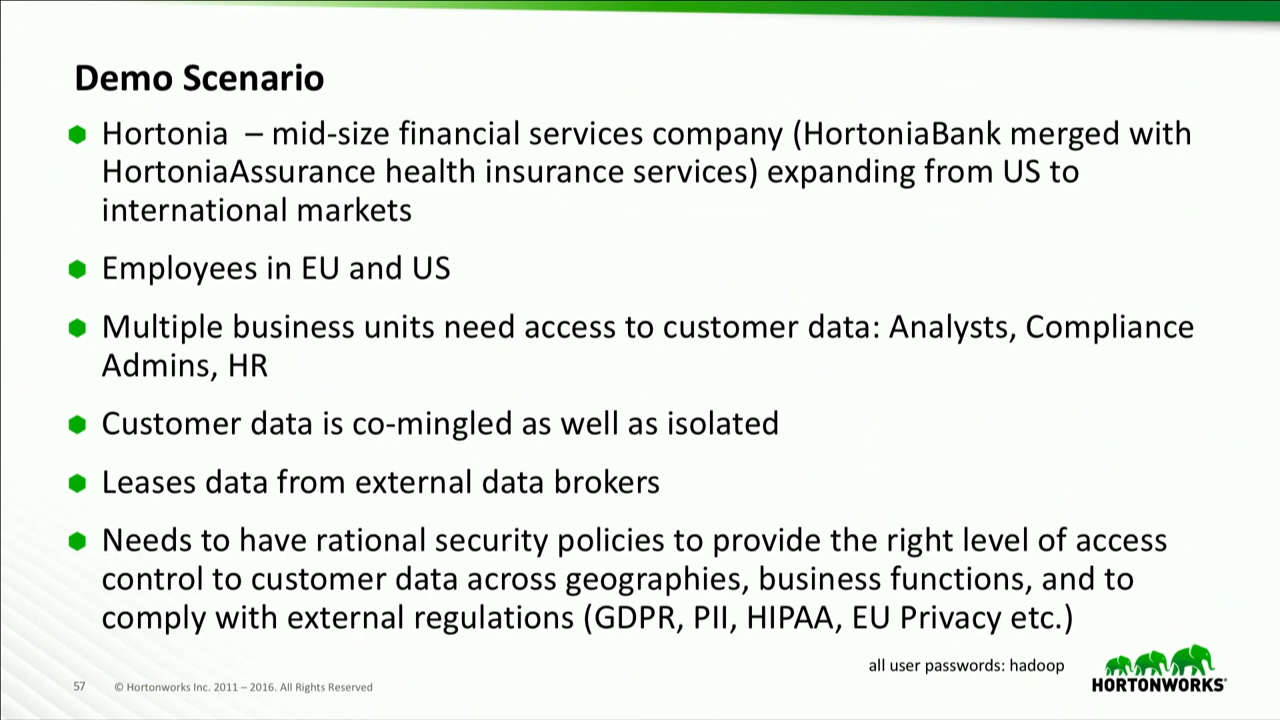 Demo Scenario
Hortonia – mid-size financial services company (HortoniaBank merged with
HortoniaAssurance health insurance services) expanding from US to
international markets
Employees in EU and US
Multiple business units need access to customer data: Analysts, Compliance
Admins, HR
Customer data is co-mingled as well as isolated
Leases data from external data brokers
Needs to have rational security policies to provide the right level of access
control to customer data across geographies, business functions, and to
comply with external regulations (GDPR, PII, HIPAA, EU Privacy etc.)
all user passwords: hadoop
57 © Hortonworks Inc. 2011 – 2016. All Rights Reserved
HORTONWORKS